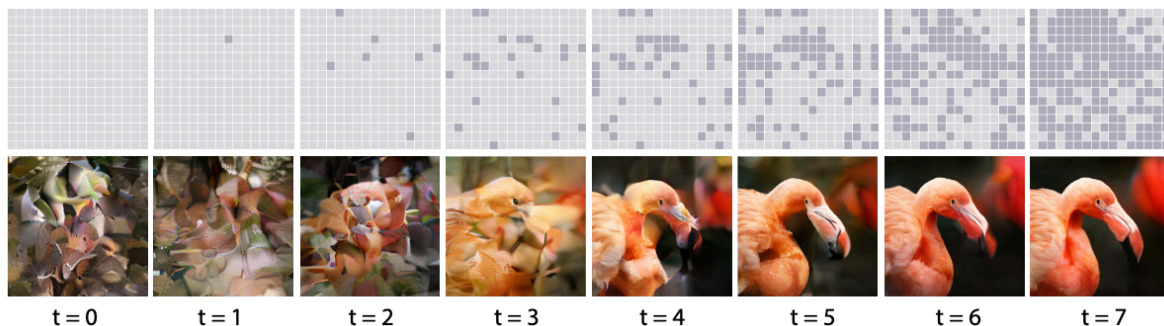 t = 0 t = 1 t = 2 t = 3 t = 4 t = 5 t = 6 t = 7